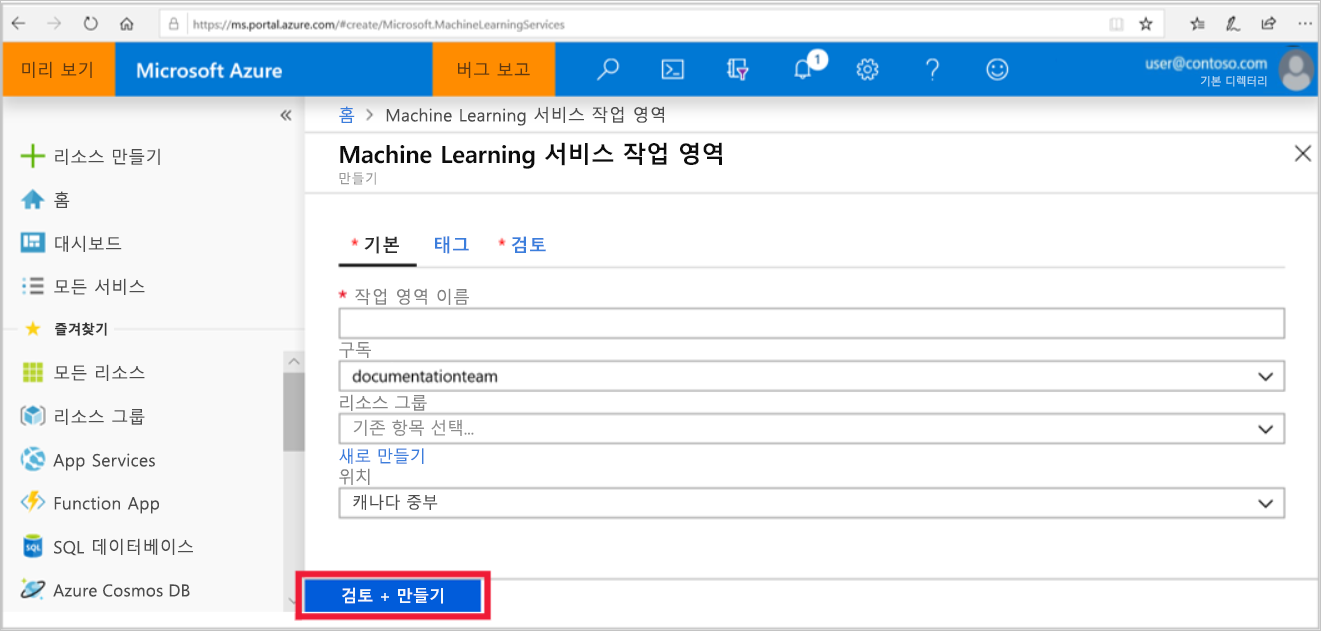 https://ms.portal.azure.com/#create/Microsoft.MachineLearningServices
미리 보기
Microsoft Azure
버그 보고
1
user@contoso.com
기본 디렉터리
«
리소스 만들기
홈
대시보드
모든 서비스
즐겨찾기
모든 리소스
리소스 그룹
App Services
Function App
SQL 데이터베이스
Azure Cosmos DB
홈 > Machine Learning 서비스 작업 영역
Machine Learning 서비스 작업 영역
만들기
* 기본 태그 * 검토
* 작업 영역 이름
구독
documentationteam
리소스 그룹
기존 항목 선택...
새로 만들기
위치
캐나다 중부
검토 + 만들기